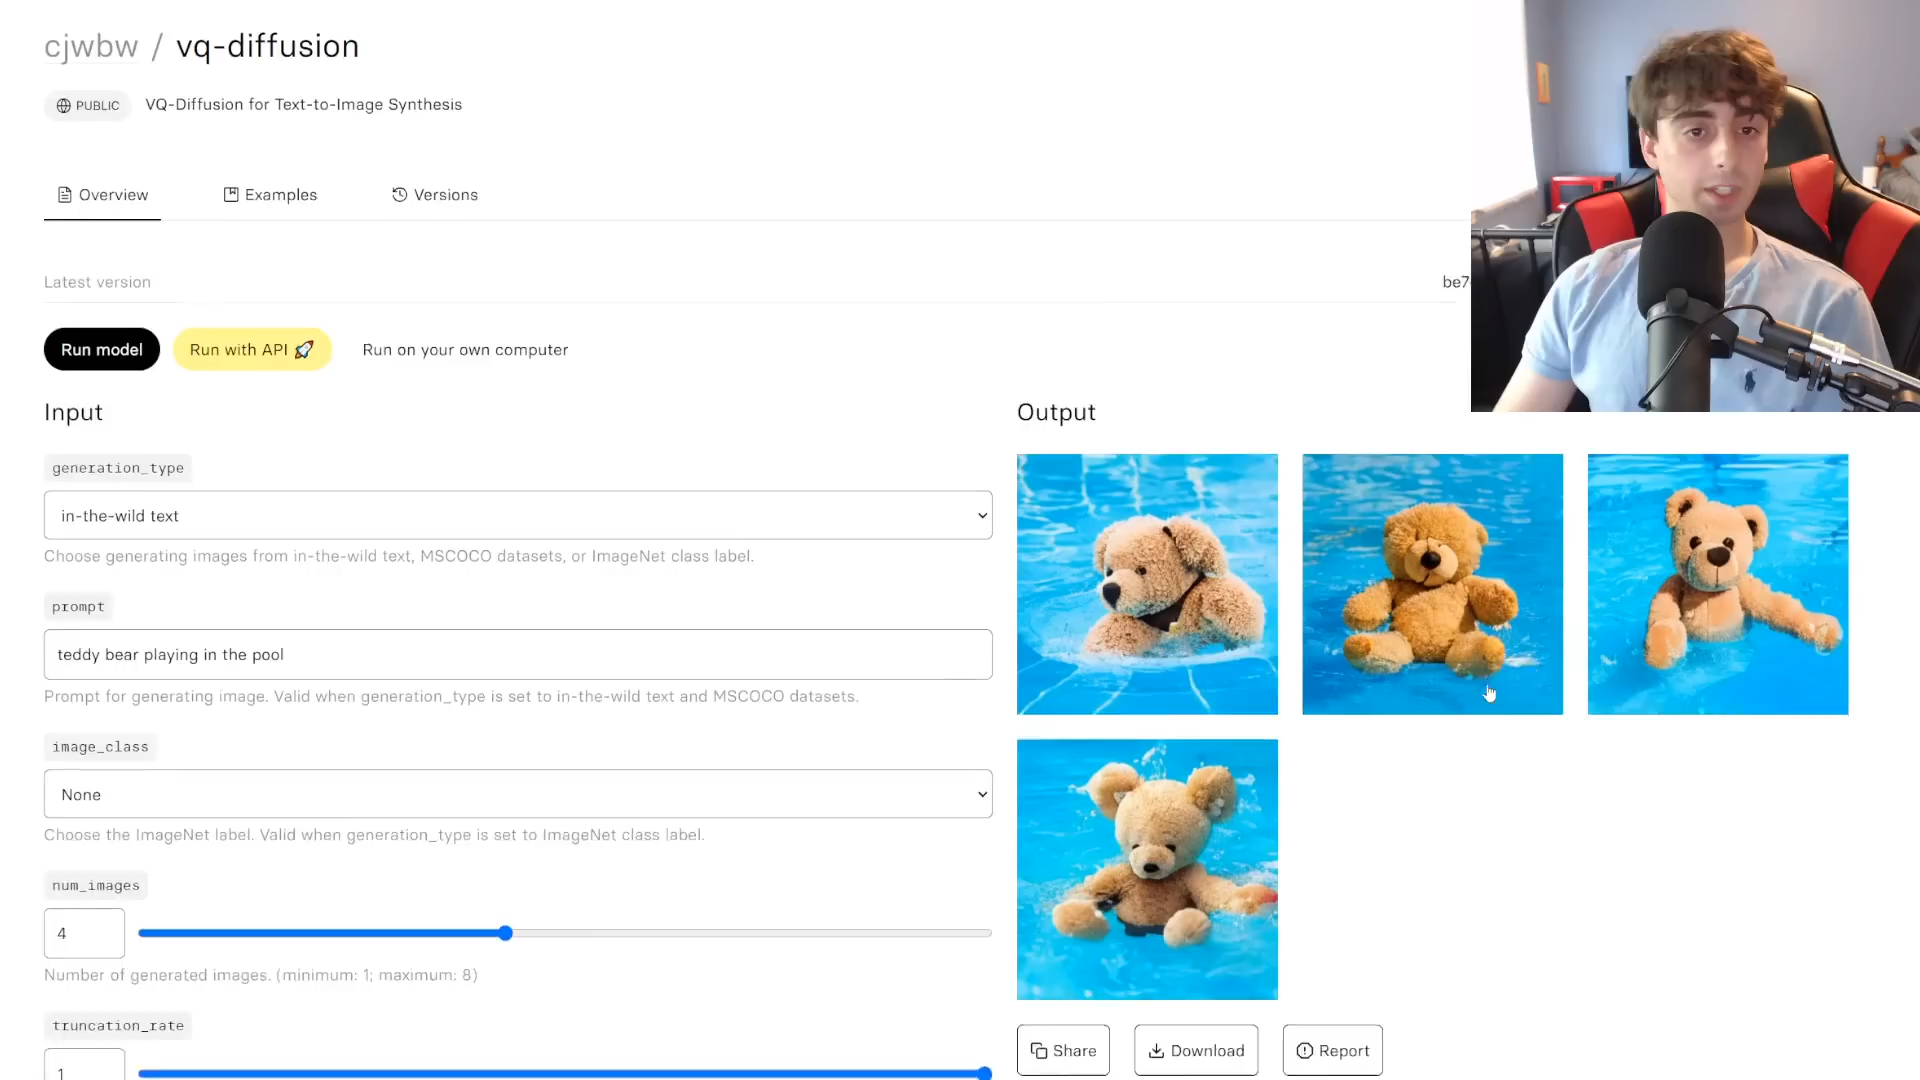 cjwbw / vq-diffusion
PUBLIC VQ-Diffusion for Text-to-Image Synthesis
Overview Examples Versions
Latest version be7
Run model Run with API 🚀 Run on your own computer
Input
generation_type
in-the-wild text
Choose generating images from in-the-wild text, MSCOCO datasets, or ImageNet class label.
prompt
teddy bear playing in the pool
Prompt for generating image. Valid when generation_type is set to in-the-wild text and MSCOCO datasets.
image_class
None
Choose the ImageNet label. Valid when generation_type is set to ImageNet class label.
num_images
4
Number of generated images. (minimum: 1; maximum: 8)
truncation_rate
1
Output
Share Download Report